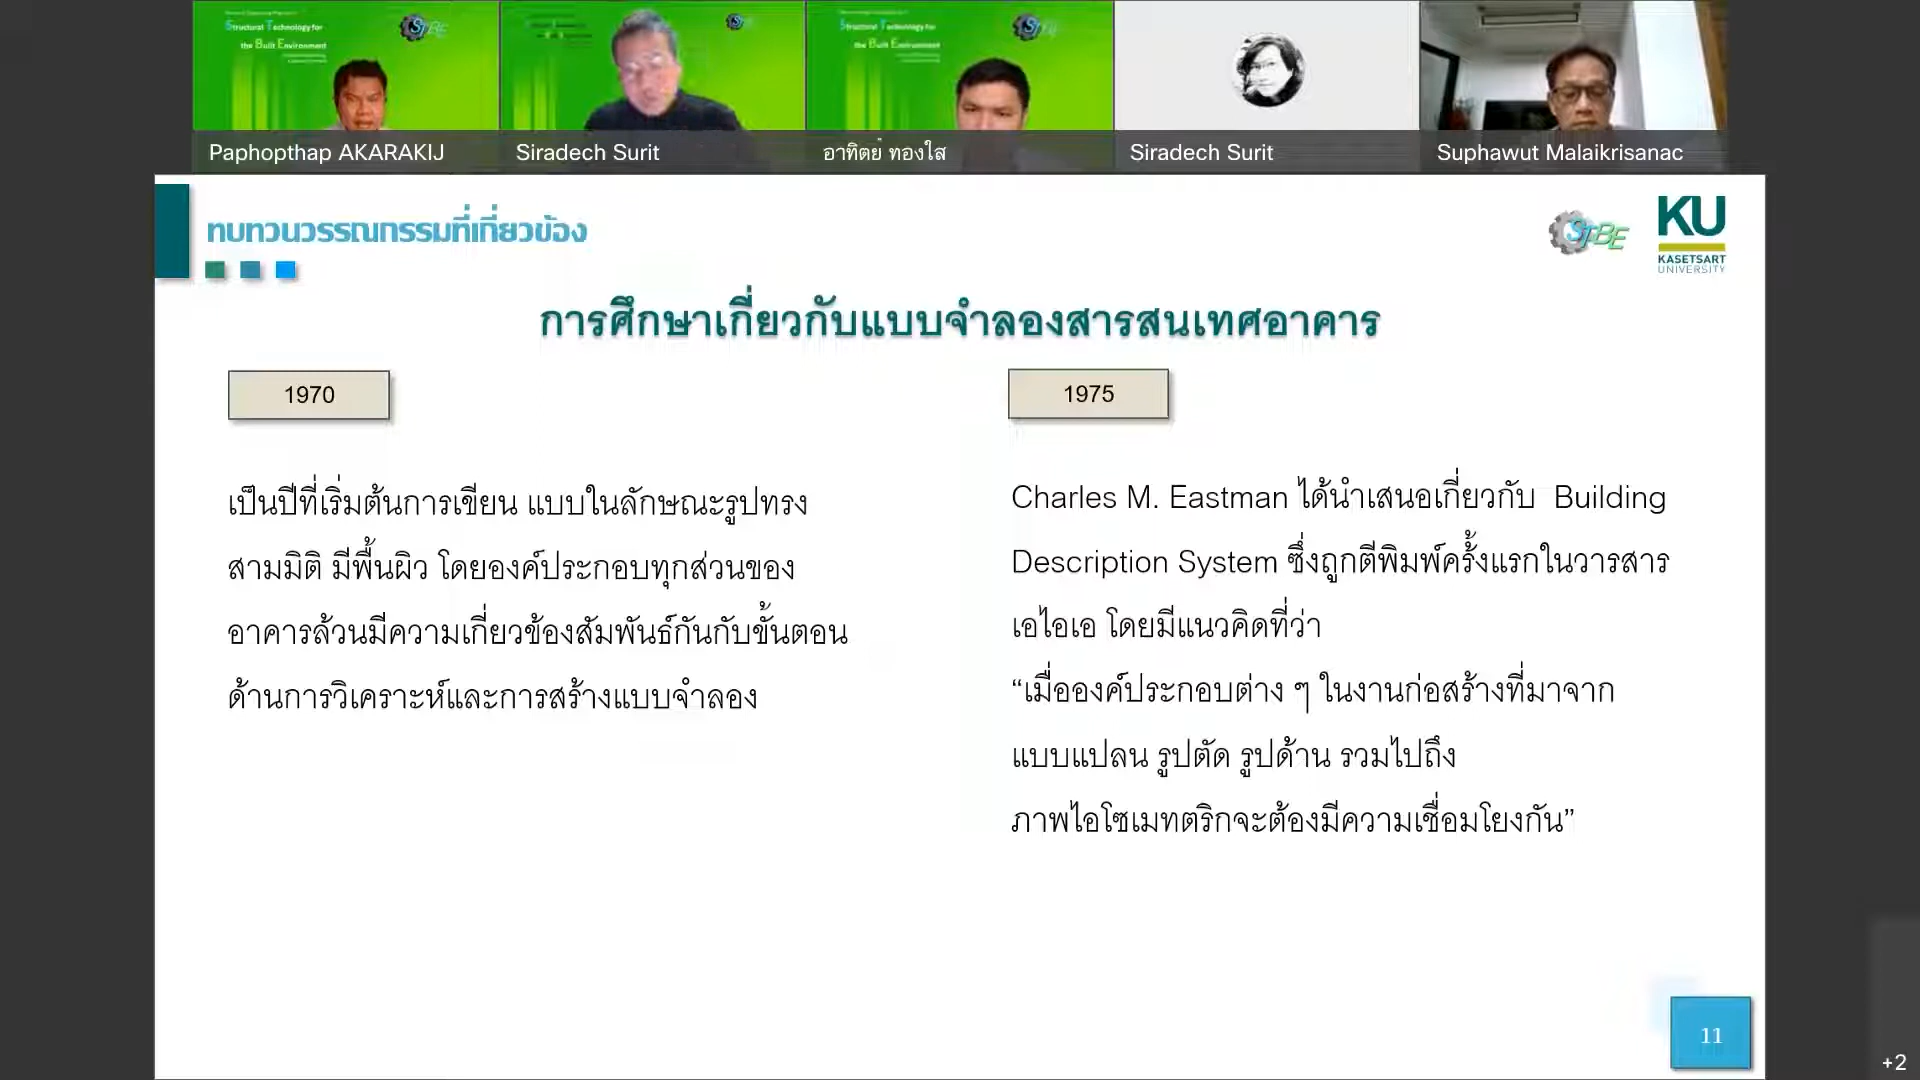 Structural Technology for
the Built Environment
STBE
Structural Technology for
the Built Environment
STBE
Paphopthap AKARAKIJ
Siradech Surit
อาทิตย์ ทองใส
Siradech Surit
Suphawut Malaikrisanac
ทบทวนวรรณกรรมที่เกี่ยวข้อง
STBE
KU
KASETSART
UNIVERSITY
การศึกษาเกี่ยวกับแบบจำลองสารสนเทศอาคาร
1970
เป็นปีที่เริ่มต้นการเขียน แบบในลักษณะรูปทรง
สามมิติ มีพื้นผิว โดยองค์ประกอบทุกส่วนของ
อาคารล้วนมีความเกี่ยวข้องสัมพันธ์กันกับขั้นตอน
ด้านการวิเคราะห์และการสร้างแบบจำลอง
1975
Charles M. Eastman ได้นำเสนอเกี่ยวกับ Building
Description System ซึ่งถูกตีพิมพ์ครั้งแรกในวารสาร
เอไอเอ โดยมีแนวคิดที่ว่า
“เมื่อองค์ประกอบต่าง ๆ ในงานก่อสร้างที่มาจาก
แบบแปลน รูปตัด รูปด้าน รวมไปถึง
ภาพไอโซเมทตริกจะต้องมีความเชื่อมโยงกัน”
11
+2